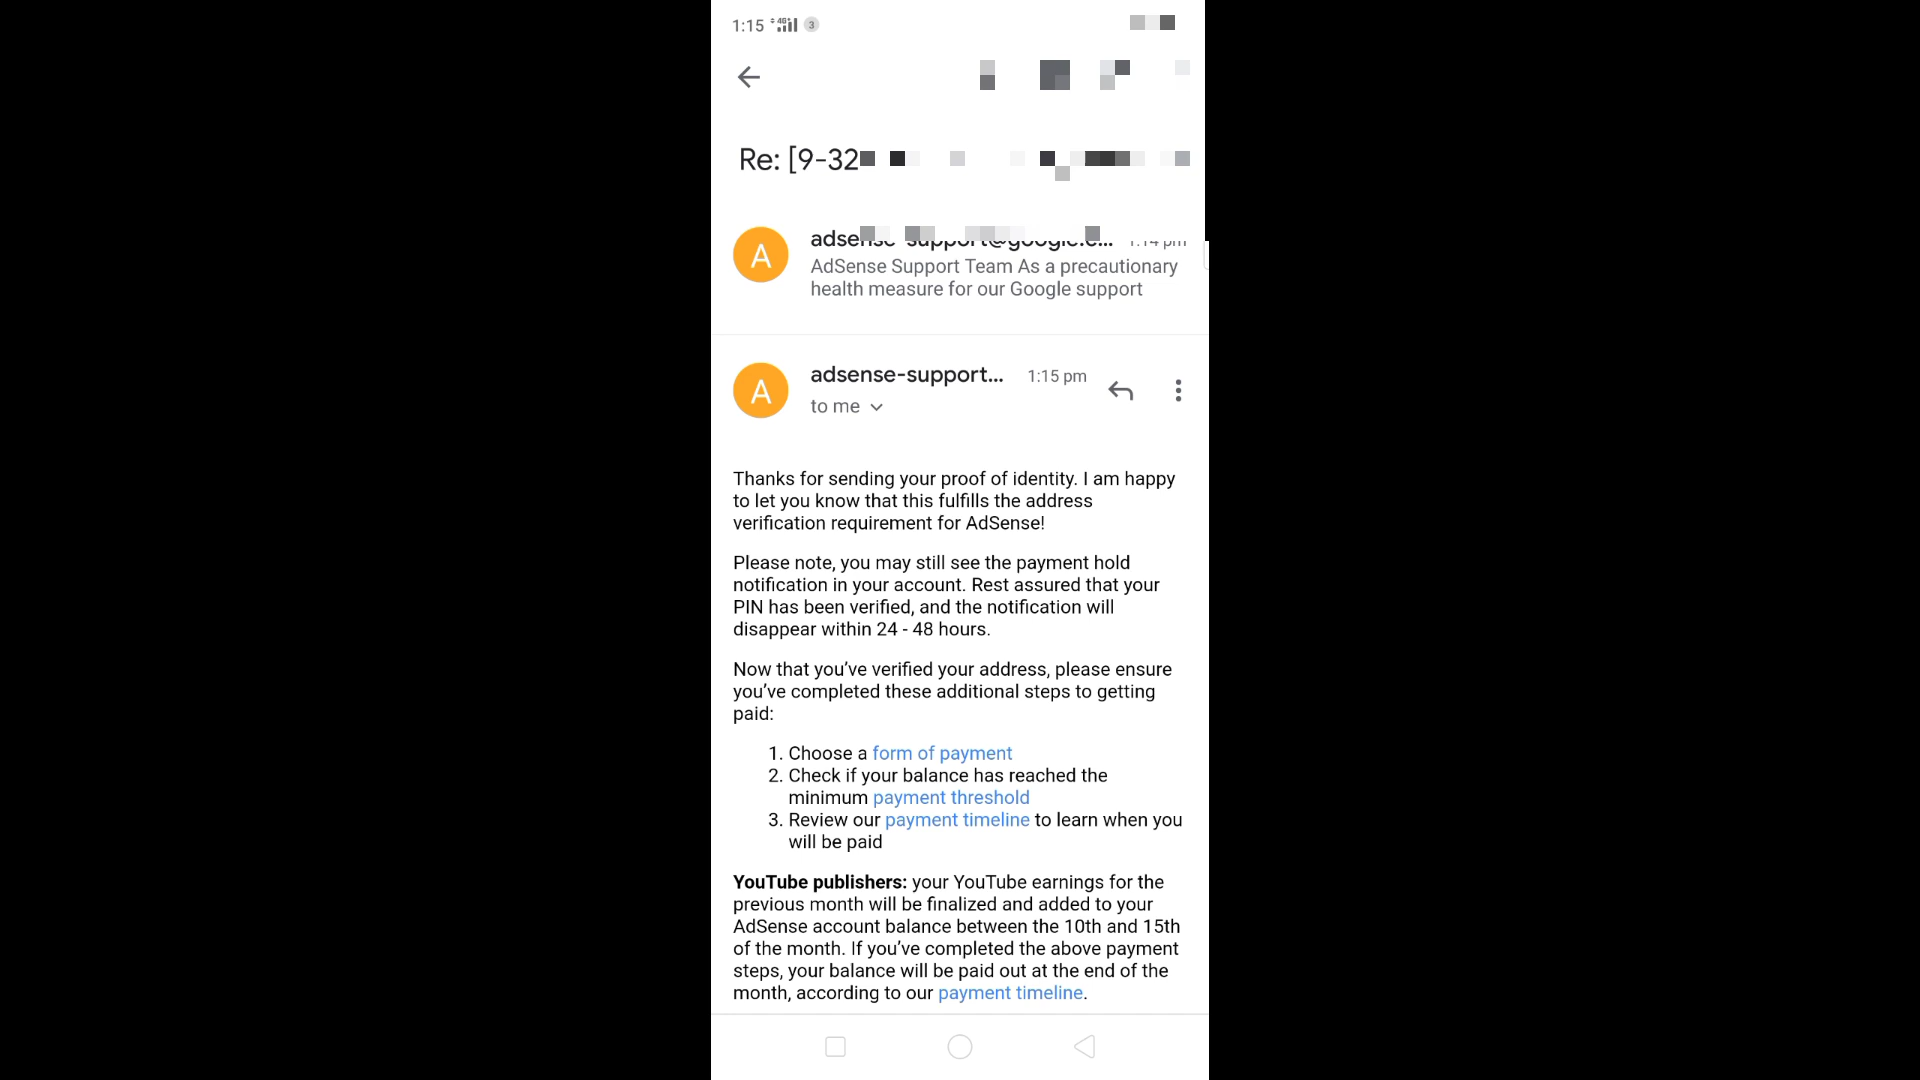 1:15 4G 3
Re: [9-32
A
adsense-support@google.c... 1:14 pm
AdSense Support Team As a precautionary
health measure for our Google support
A
adsense-support... 1:15 pm
to me
Thanks for sending your proof of identity. I am happy
to let you know that this fulfills the address
verification requirement for AdSense!
Please note, you may still see the payment hold
notification in your account. Rest assured that your
PIN has been verified, and the notification will
disappear within 24 - 48 hours.
Now that you’ve verified your address, please ensure
you’ve completed these additional steps to getting
paid:
1. Choose a form of payment
2. Check if your balance has reached the
minimum payment threshold
3. Review our payment timeline to learn when you
will be paid
YouTube publishers: your YouTube earnings for the
previous month will be finalized and added to your
AdSense account balance between the 10th and 15th
of the month. If you’ve completed the above payment
steps, your balance will be paid out at the end of the
month, according to our payment timeline.